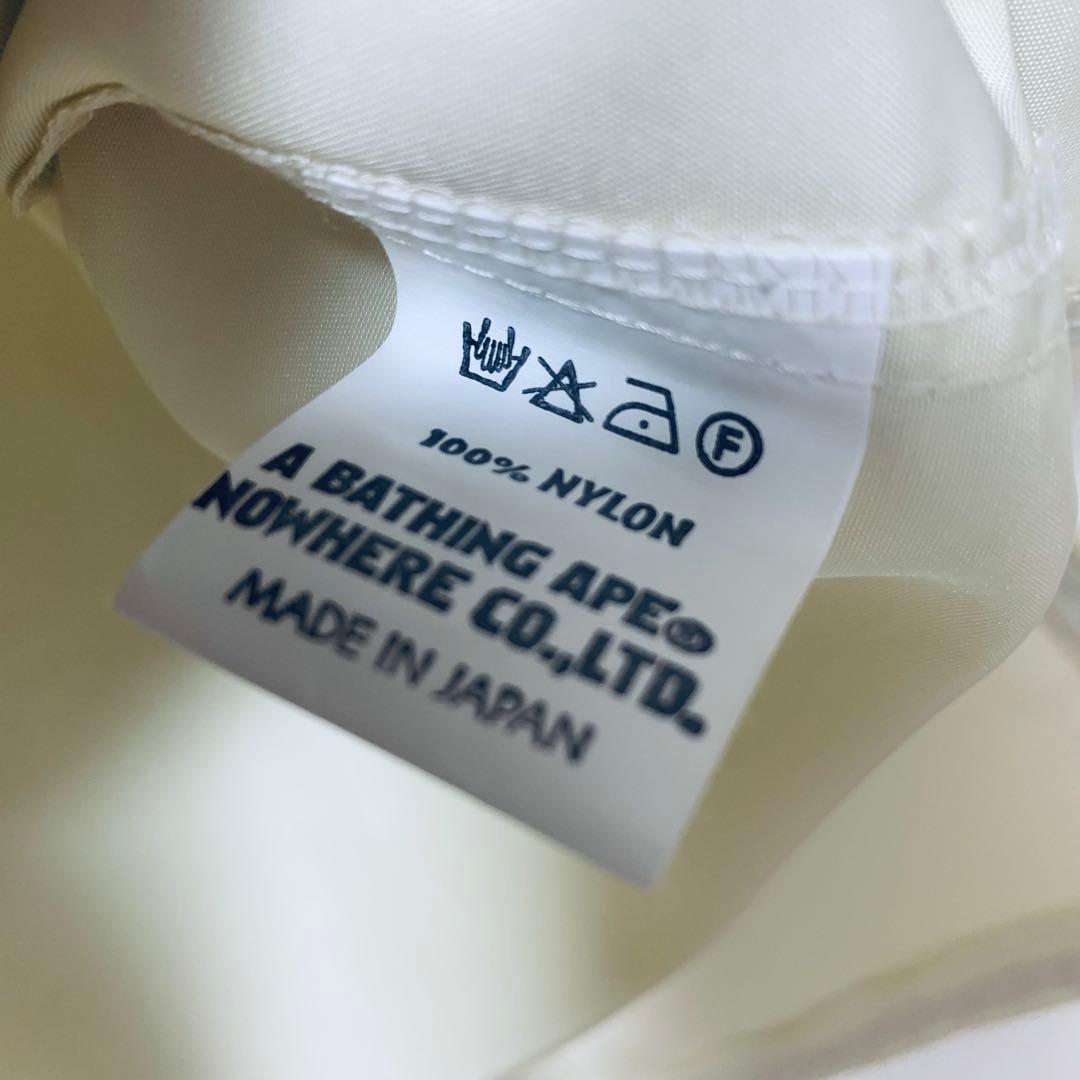 F
100% NYLON
A BATHING APE®
NOWHERE CO.,LTD.
MADE IN JAPAN